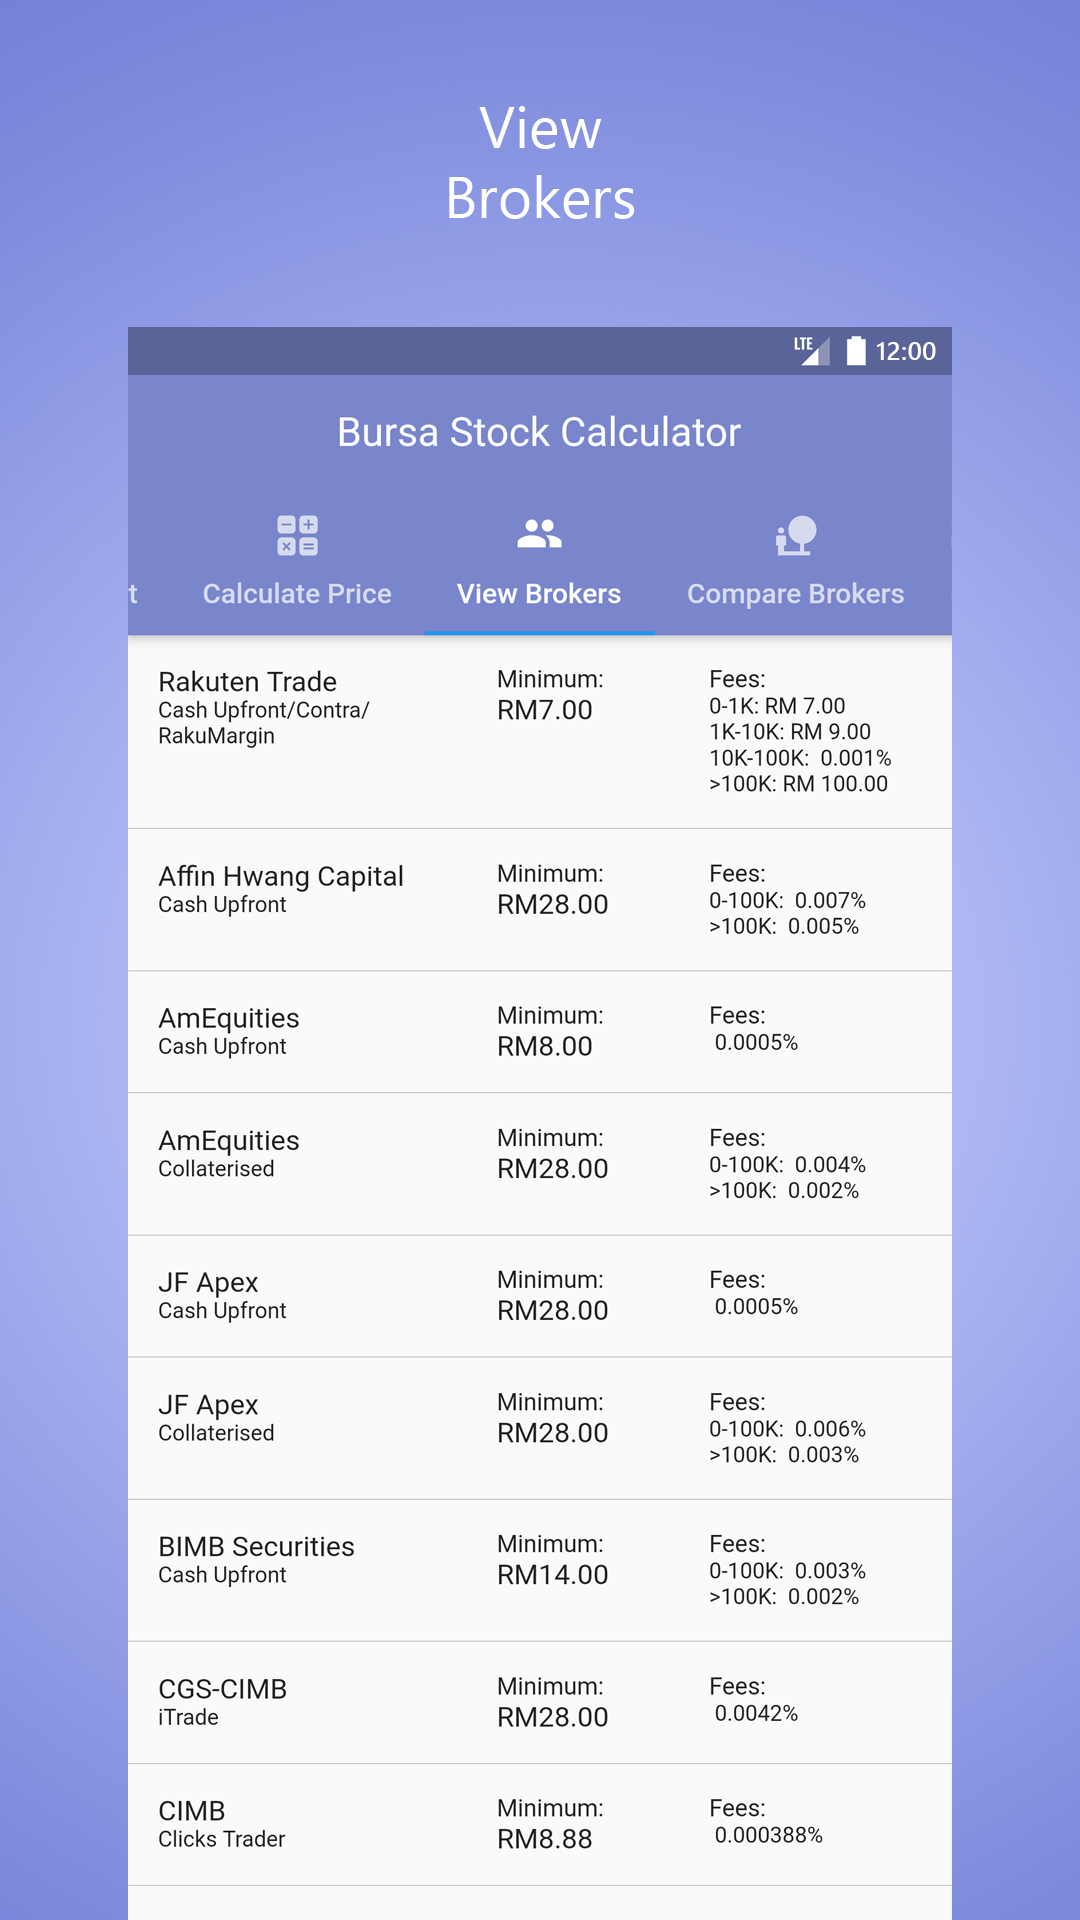 View
Brokers
LTE 12:00
Bursa Stock Calculator
t Calculate Price View Brokers Compare Brokers
Rakuten Trade
Cash Upfront/Contra/
RakuMargin
Minimum:
RM7.00
Fees:
0-1K: RM 7.00
1K-10K: RM 9.00
10K-100K: 0.001%
>100K: RM 100.00
Affin Hwang Capital
Cash Upfront
Minimum:
RM28.00
Fees:
0-100K: 0.007%
>100K: 0.005%
AmEquities
Cash Upfront
Minimum:
RM8.00
Fees:
0.0005%
AmEquities
Collaterised
Minimum:
RM28.00
Fees:
0-100K: 0.004%
>100K: 0.002%
JF Apex
Cash Upfront
Minimum:
RM28.00
Fees:
0.0005%
JF Apex
Collaterised
Minimum:
RM28.00
Fees:
0-100K: 0.006%
>100K: 0.003%
BIMB Securities
Cash Upfront
Minimum:
RM14.00
Fees:
0-100K: 0.003%
>100K: 0.002%
CGS-CIMB
iTrade
Minimum:
RM28.00
Fees:
0.0042%
CIMB
Clicks Trader
Minimum:
RM8.88
Fees:
0.000388%